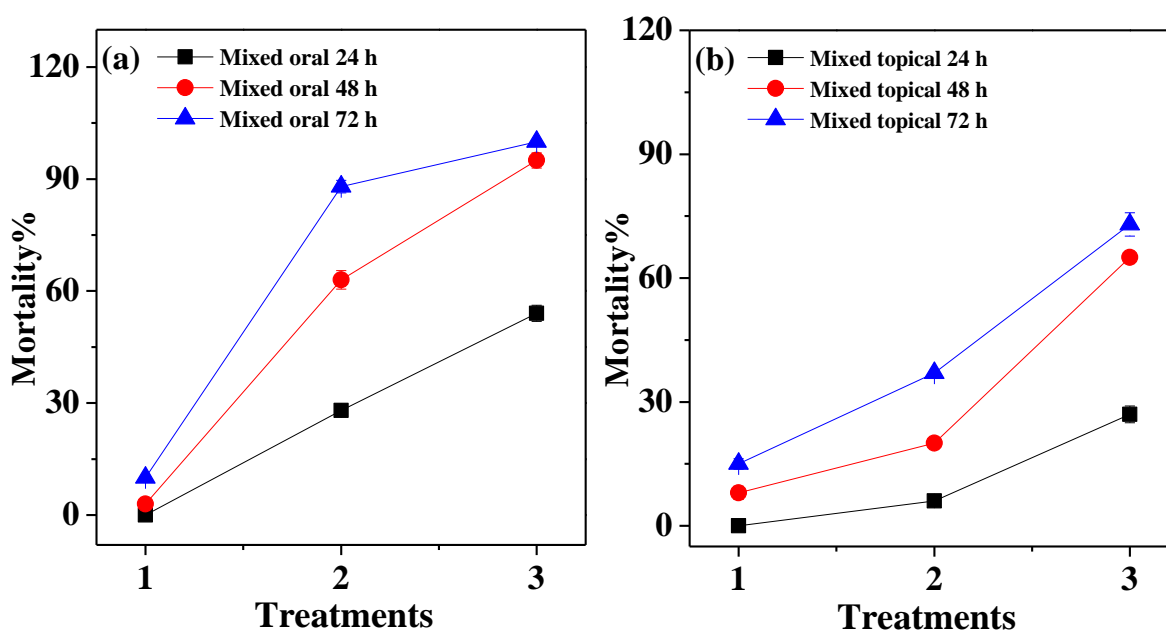 (a)
Mixed oral 24 h
Mixed oral 48 h
Mixed oral 72 h
120
90
60
30
0
Mortality%
1 2 3
Treatments
(b)
Mixed topical 24 h
Mixed topical 48 h
Mixed topical 72 h
120
90
60
30
0
Mortality%
1 2 3
Treatments